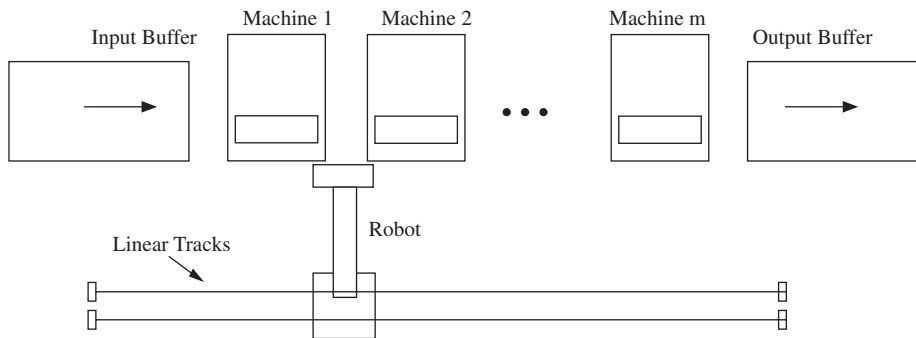 Machine 1
Machine 2
Machine m
Input Buffer
Output Buffer
Robot
Linear Tracks